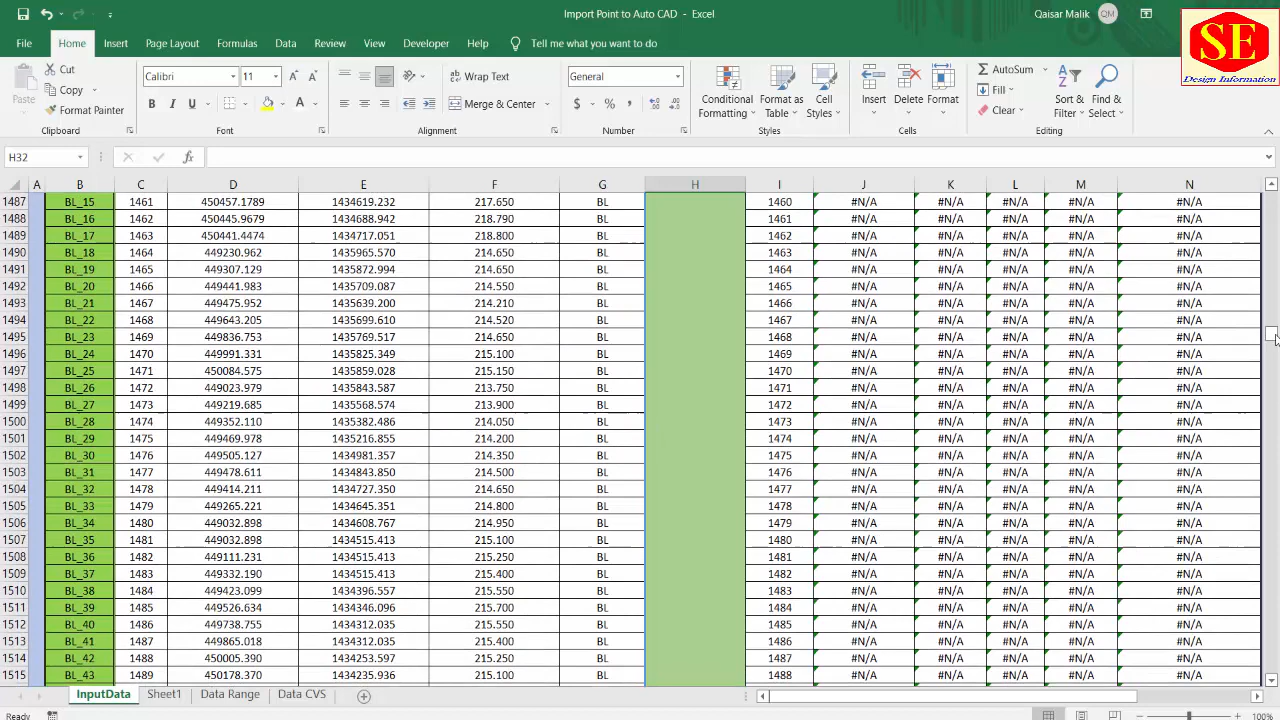 Import Point to Auto CAD - Excel
Qaisar Malik QM
SE
Design Information
File Home Insert Page Layout Formulas Data Review View Developer Help Tell me what you want to do
Paste Cut Copy Format Painter
Calibri 11
B I U A
Wrap Text
Merge & Center
General
$ % ,
Conditional Formatting Format as Table Cell Styles
Insert Delete Format
AutoSum Fill Clear
Sort & Filter Find & Select
Clipboard Font Alignment Number Styles Cells Editing
H32 fx
A B C D E F G H I J K L M N
1487 BL_15 1461 450457.1789 1434619.232 217.650 BL 1460 #N/A #N/A #N/A #N/A #N/A
1488 BL_16 1462 450445.9679 1434688.942 218.790 BL 1461 #N/A #N/A #N/A #N/A #N/A
1489 BL_17 1463 450441.4474 1434717.051 218.800 BL 1462 #N/A #N/A #N/A #N/A #N/A
1490 BL_18 1464 449230.962 1435965.570 214.650 BL 1463 #N/A #N/A #N/A #N/A #N/A
1491 BL_19 1465 449307.129 1435872.994 214.650 BL 1464 #N/A #N/A #N/A #N/A #N/A
1492 BL_20 1466 449441.983 1435709.087 214.550 BL 1465 #N/A #N/A #N/A #N/A #N/A
1493 BL_21 1467 449475.952 1435639.200 214.210 BL 1466 #N/A #N/A #N/A #N/A #N/A
1494 BL_22 1468 449643.205 1435699.610 214.520 BL 1467 #N/A #N/A #N/A #N/A #N/A
1495 BL_23 1469 449836.753 1435769.517 214.650 BL 1468 #N/A #N/A #N/A #N/A #N/A
1496 BL_24 1470 449991.331 1435825.349 215.100 BL 1469 #N/A #N/A #N/A #N/A #N/A
1497 BL_25 1471 450084.575 1435859.028 215.150 BL 1470 #N/A #N/A #N/A #N/A #N/A
1498 BL_26 1472 449023.979 1435843.587 213.750 BL 1471 #N/A #N/A #N/A #N/A #N/A
1499 BL_27 1473 449219.685 1435568.574 213.900 BL 1472 #N/A #N/A #N/A #N/A #N/A
1500 BL_28 1474 449352.110 1435382.486 214.050 BL 1473 #N/A #N/A #N/A #N/A #N/A
1501 BL_29 1475 449469.978 1435216.855 214.200 BL 1474 #N/A #N/A #N/A #N/A #N/A
1502 BL_30 1476 449505.127 1434981.357 214.350 BL 1475 #N/A #N/A #N/A #N/A #N/A
1503 BL_31 1477 449478.611 1434843.850 214.500 BL 1476 #N/A #N/A #N/A #N/A #N/A
1504 BL_32 1478 449414.211 1434727.350 214.650 BL 1477 #N/A #N/A #N/A #N/A #N/A
1505 BL_33 1479 449265.221 1434645.351 214.800 BL 1478 #N/A #N/A #N/A #N/A #N/A
1506 BL_34 1480 449032.898 1434608.767 214.950 BL 1479 #N/A #N/A #N/A #N/A #N/A
1507 BL_35 1481 449032.898 1434515.413 215.100 BL 1480 #N/A #N/A #N/A #N/A #N/A
1508 BL_36 1482 449111.231 1434515.413 215.250 BL 1481 #N/A #N/A #N/A #N/A #N/A
1509 BL_37 1483 449332.190 1434515.413 215.400 BL 1482 #N/A #N/A #N/A #N/A #N/A
1510 BL_38 1484 449423.099 1434396.557 215.550 BL 1483 #N/A #N/A #N/A #N/A #N/A
1511 BL_39 1485 449526.634 1434346.096 215.700 BL 1484 #N/A #N/A #N/A #N/A #N/A
1512 BL_40 1486 449738.755 1434312.035 215.550 BL 1485 #N/A #N/A #N/A #N/A #N/A
1513 BL_41 1487 449865.018 1434312.035 215.400 BL 1486 #N/A #N/A #N/A #N/A #N/A
1514 BL_42 1488 450005.390 1434253.597 215.250 BL 1487 #N/A #N/A #N/A #N/A #N/A
1515 BL_43 1489 450178.370 1434235.936 215.100 BL 1488 #N/A #N/A #N/A #N/A #N/A
InputData Sheet1 Data Range Data CVS
Ready 100%